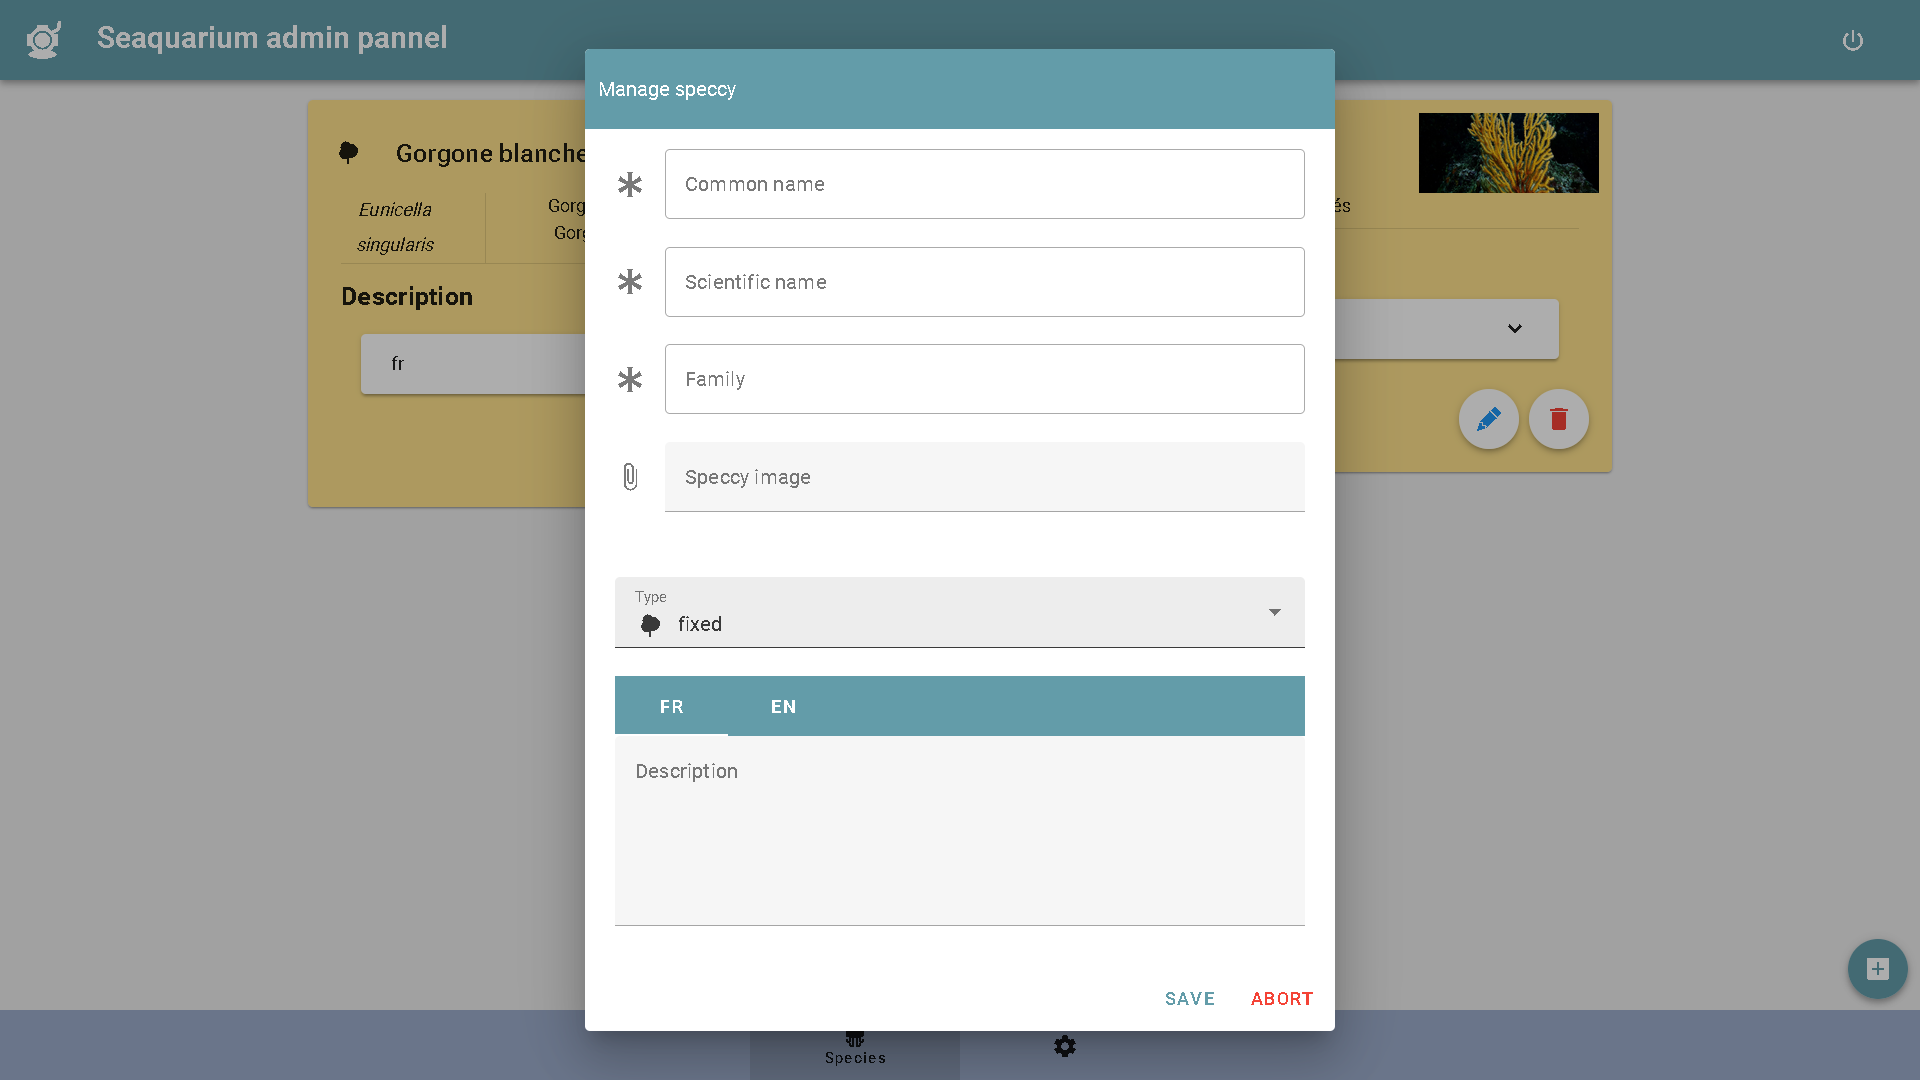 Seaquarium admin pannel
Manage speccy
Gorgone blanche
Eunicella
singularis
Gorg
Gorg
és
Description
fr
Common name
Scientific name
Family
Speccy image
Type
fixed
FR EN
Description
SAVE ABORT
Species